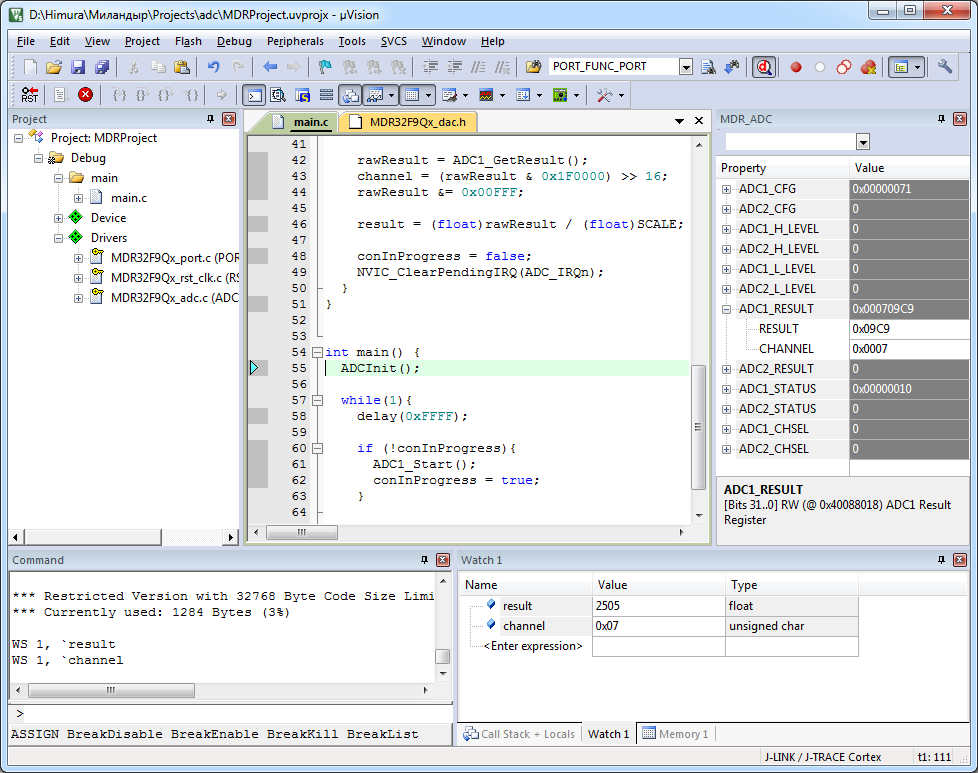 D:\Himura\Миландыр\Projects\adc\MDRProject.uvprojx - µVision
File Edit View Project Flash Debug Peripherals Tools SVCS Window Help
PORT_FUNC_PORT
RST
Project
Project: MDRProject
Debug
main
main.c
Device
Drivers
MDR32F9Qx_port.c (POR
MDR32F9Qx_rst_clk.c (RS
MDR32F9Qx_adc.c (ADC
main.c MDR32F9Qx_dac.h
41
42 rawResult = ADC1_GetResult();
43 channel = (rawResult & 0x1F0000) >> 16;
44 rawResult &= 0x00FFF;
45
46 result = (float)rawResult / (float)SCALE;
47
48 conInProgress = false;
49 NVIC_ClearPendingIRQ(ADC_IRQn);
50 }
51 }
52
53
54 int main() {
55 ADCInit();
56
57 while(1){
58 delay(0xFFFF);
59
60 if (!conInProgress){
61 ADC1_Start();
62 conInProgress = true;
63 }
64
MDR_ADC
Property Value
ADC1_CFG 0x00000071
ADC2_CFG 0
ADC1_H_LEVEL 0
ADC2_H_LEVEL 0
ADC1_L_LEVEL 0
ADC2_L_LEVEL 0
ADC1_RESULT 0x000709C9
RESULT 0x09C9
CHANNEL 0x0007
ADC2_RESULT 0
ADC1_STATUS 0x00000010
ADC2_STATUS 0
ADC1_CHSEL 0
ADC2_CHSEL 0
ADC1_RESULT
[Bits 31..0] RW (@ 0x40088018) ADC1 Result
Register
Command
*** Restricted Version with 32768 Byte Code Size Limi
*** Currently used: 1284 Bytes (3%)
WS 1, `result
WS 1, `channel
>
ASSIGN BreakDisable BreakEnable BreakKill BreakList
Watch 1
Name Value Type
result 2505 float
channel 0x07 unsigned char
<Enter expression>
Call Stack + Locals Watch 1 Memory 1
J-LINK / J-TRACE Cortex t1: 111